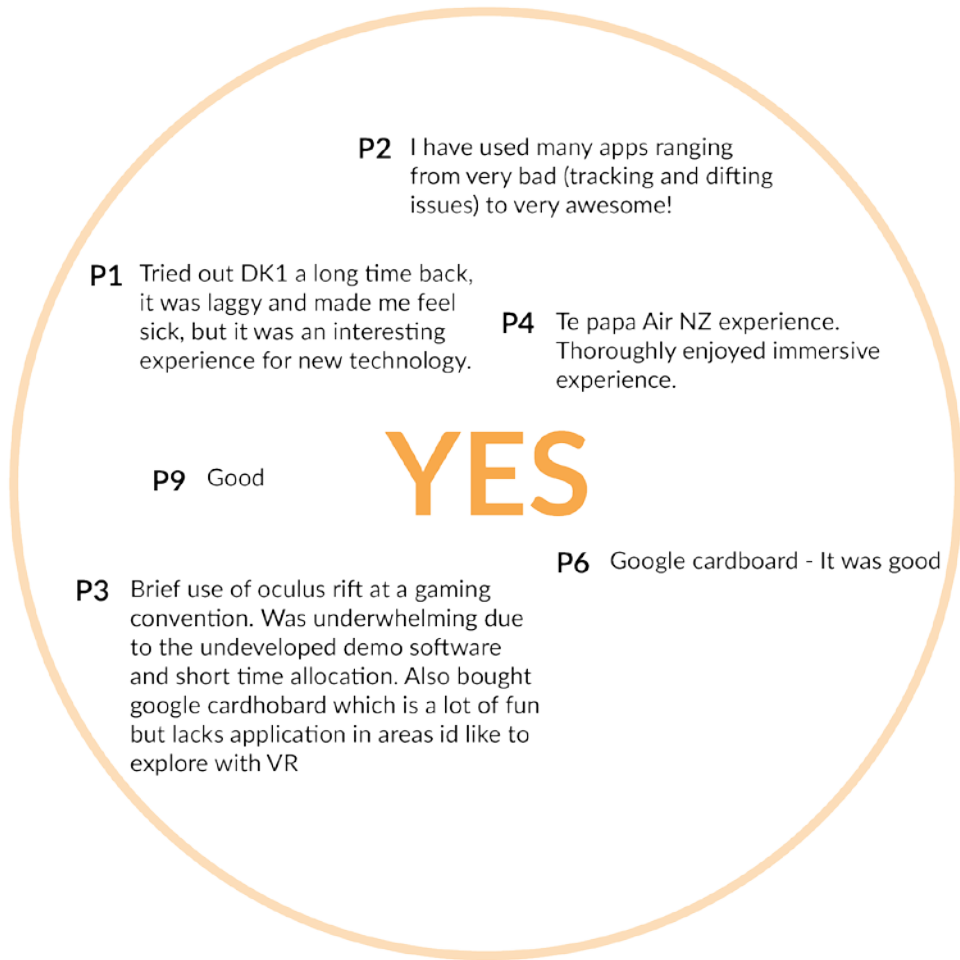 P2 I have used many apps ranging
from very bad (tracking and difting
issues) to very awesome!
P1 Tried out DK1 a long time back,
it was laggy and made me feel
sick, but it was an interesting
experience for new technology.
P4 Te papa Air NZ experience.
Thoroughly enjoyed immersive
experience.
YES
P9 Good
P6 Google cardboard - It was good
P3 Brief use of oculus rift at a gaming
convention. Was underwhelming due
to the undeveloped demo software
and short time allocation. Also bought
google cardhobard which is a lot of fun
but lacks application in areas id like to
explore with VR